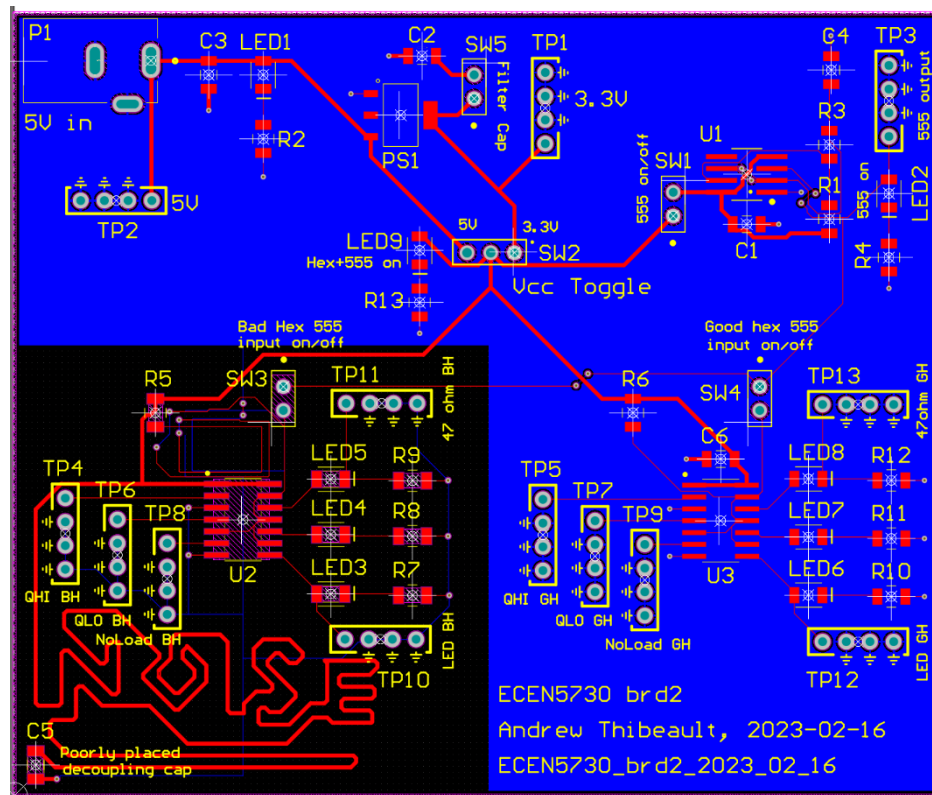 P1
5V in
C3
LED1
R2
C2
SW5
Filter Cap
TP1
3.3V
PS1
C4
TP3
555 output
R3
U1
SW1
555 on/off
R1
C1
555 on
LED2
R4
5V
TP2
LED9
Hex+555 on
R13
5V
3.3V
SW2
Vcc Toggle
Bad Hex 555
input on/off
Good hex 555
input on/off
R5
SW3
TP11
47 ohm BH
R6
SW4
TP13
47ohm GH
C6
TP4
TP6
TP8
LED5
R9
LED4
R8
LED3
R7
U2
QHI BH
QLO BH
NoLoad BH
TP10
LED BH
TP5
TP7
TP9
LED8
R12
LED7
R11
LED6
R10
U3
QHI GH
QLO GH
NoLoad GH
TP12
LED GH
NOISE
C5
Poorly placed
decoupling cap
ECEN5730 brd2
Andrew Thibeault, 2023-02-16
ECEN5730_brd2_2023_02_16